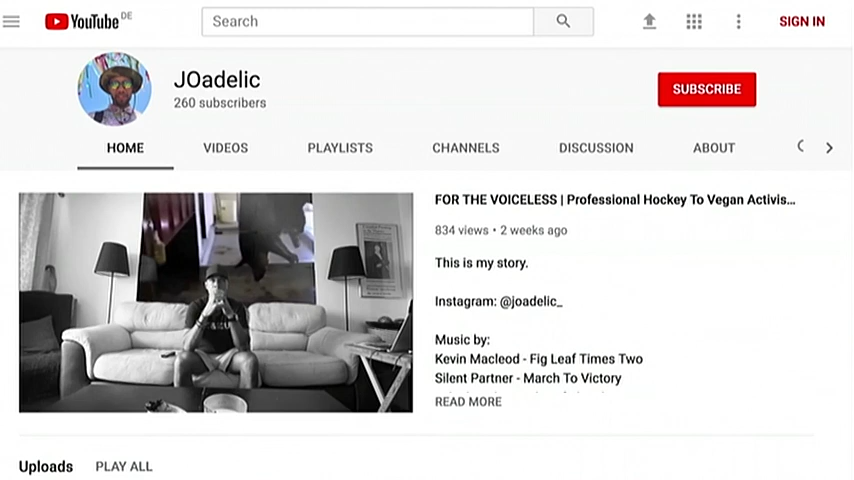 YouTube DE
Search
SIGN IN
JOadelic
260 subscribers
SUBSCRIBE
HOME VIDEOS PLAYLISTS CHANNELS DISCUSSION ABOUT
FOR THE VOICELESS | Professional Hockey To Vegan Activis...
834 views • 2 weeks ago
This is my story.
Instagram: @joadelic_
Music by:
Kevin Macleod - Fig Leaf Times Two
Silent Partner - March To Victory
READ MORE
Uploads PLAY ALL